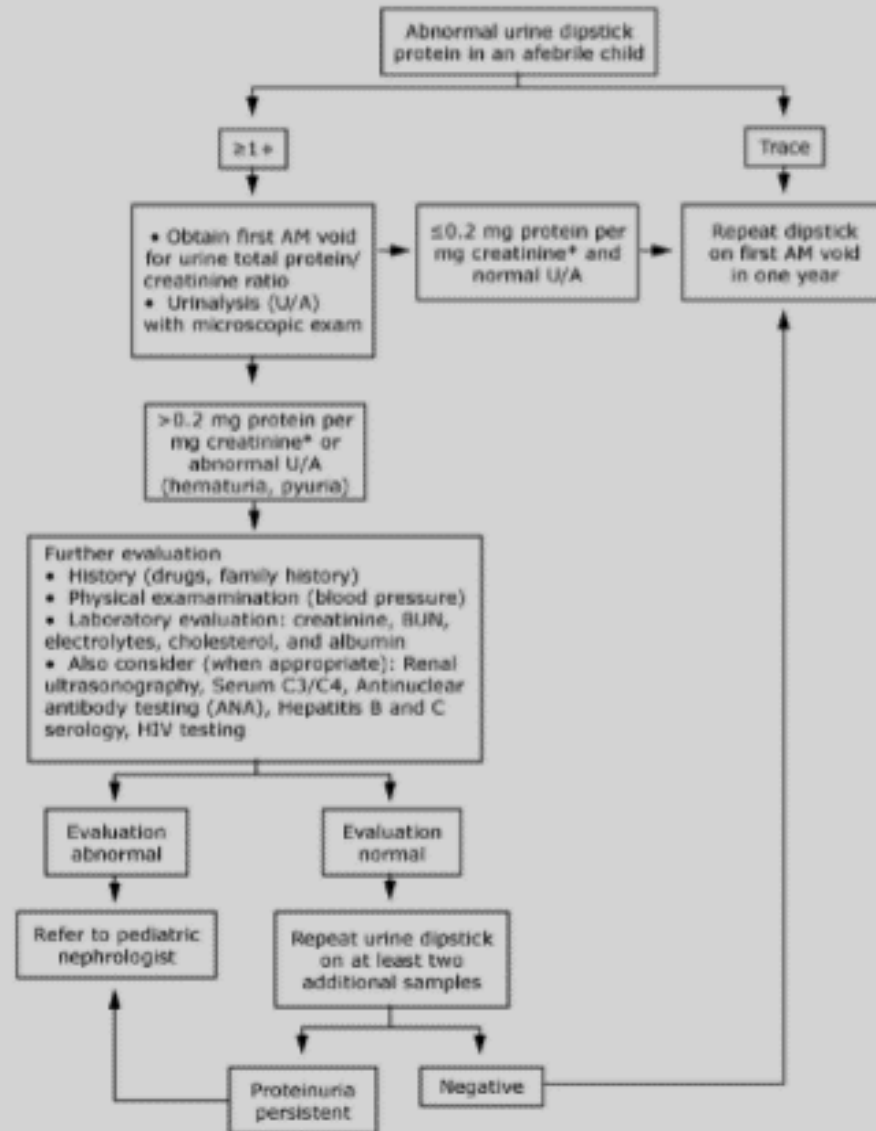 Abnormal urine dipstick
protein in an afebrile child
≥1+
Trace
• Obtain first AM void
for urine total protein/
creatinine ratio
• Urinalysis (U/A)
with microscopic exam
≤0.2 mg protein per
mg creatinine* and
normal U/A
Repeat dipstick
on first AM void
in one year
>0.2 mg protein per
mg creatinine* or
abnormal U/A
(hematuria, pyuria)
Further evaluation
• History (drugs, family history)
• Physical examamination (blood pressure)
• Laboratory evaluation: creatinine, BUN,
electrolytes, cholesterol, and albumin
• Also consider (when appropriate): Renal
ultrasonography, Serum C3/C4, Antinuclear
antibody testing (ANA), Hepatitis B and C
serology, HIV testing
Evaluation
abnormal
Evaluation
normal
Refer to pediatric
nephrologist
Repeat urine dipstick
on at least two
additional samples
Proteinuria
persistent
Negative